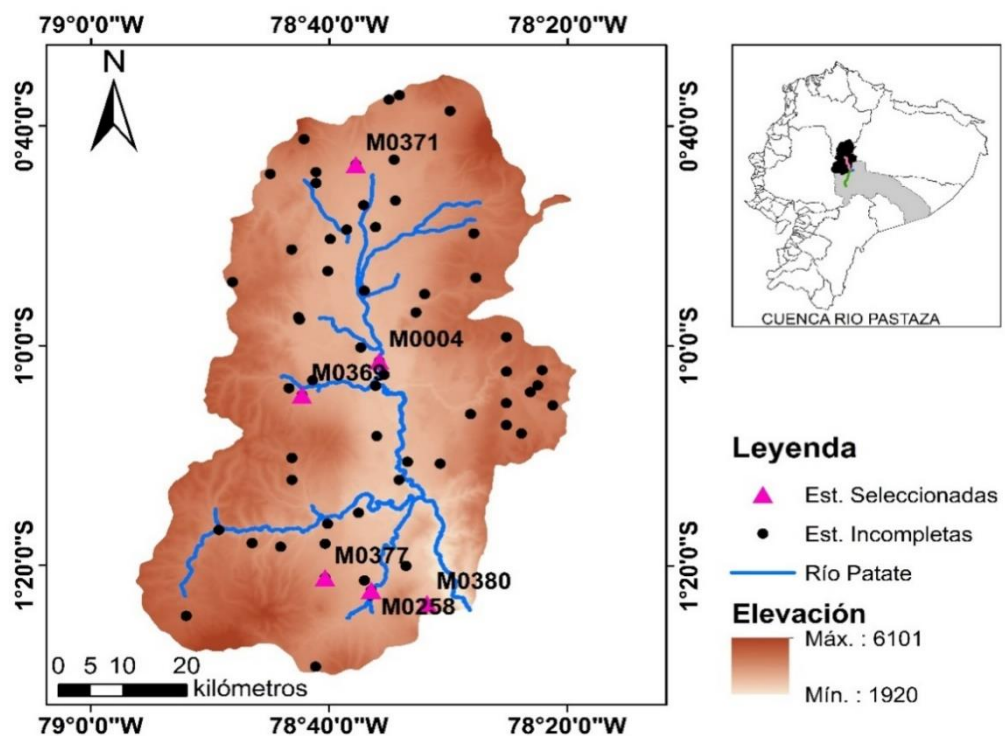 79°0'0"W 78°40'0"W 78°20'0"W
N
0°40'0"S
0°40'0"S
M0371
CUENCA RIO PASTAZA
M0004
1°0'0"S
1°0'0"S
M0369
Leyenda
Est. Seleccionadas
Est. Incompletas
M0377
1°20'0"S
1°20'0"S
M0380
Río Patate
M0258
Elevación
Máx. : 6101
0 5 10 20
kilómetros
Mín. : 1920
79°0'0"W 78°40'0"W 78°20'0"W